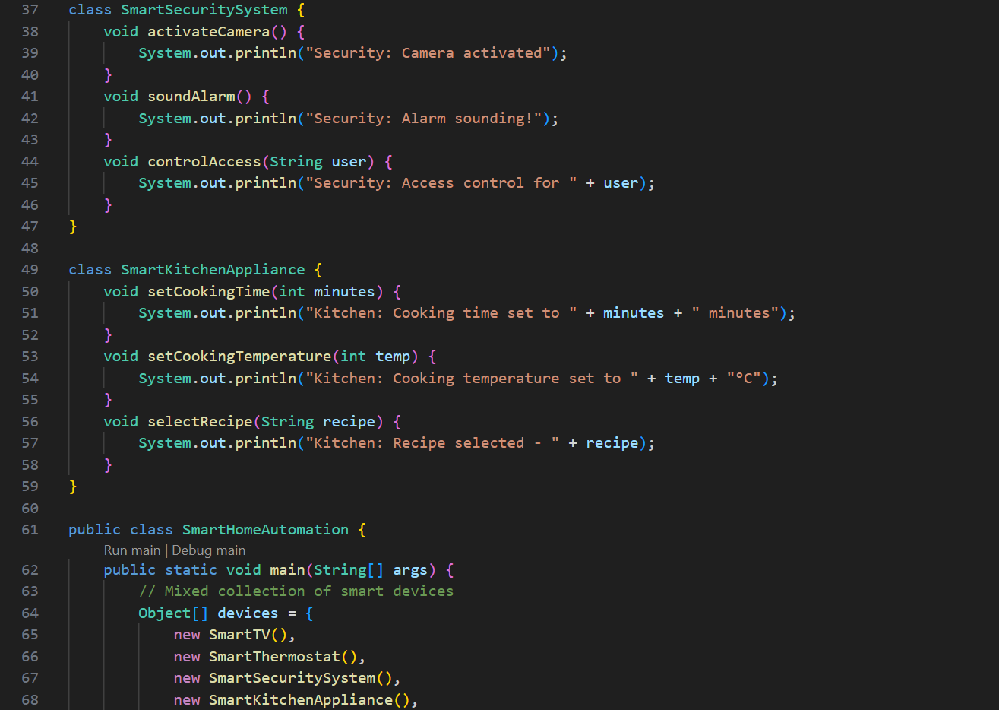 37 class SmartSecuritySystem {
38     void activateCamera() {
39         System.out.println("Security: Camera activated");
40     }
41     void soundAlarm() {
42         System.out.println("Security: Alarm sounding!");
43     }
44     void controlAccess(String user) {
45         System.out.println("Security: Access control for " + user);
46     }
47 }
48
49 class SmartKitchenAppliance {
50     void setCookingTime(int minutes) {
51         System.out.println("Kitchen: Cooking time set to " + minutes + " minutes");
52     }
53     void setCookingTemperature(int temp) {
54         System.out.println("Kitchen: Cooking temperature set to " + temp + "°C");
55     }
56     void selectRecipe(String recipe) {
57         System.out.println("Kitchen: Recipe selected - " + recipe);
58     }
59 }
60
61 public class SmartHomeAutomation {
Run main | Debug main
62     public static void main(String[] args) {
63         // Mixed collection of smart devices
64         Object[] devices = {
65             new SmartTV(),
66             new SmartThermostat(),
67             new SmartSecuritySystem(),
68             new SmartKitchenAppliance(),